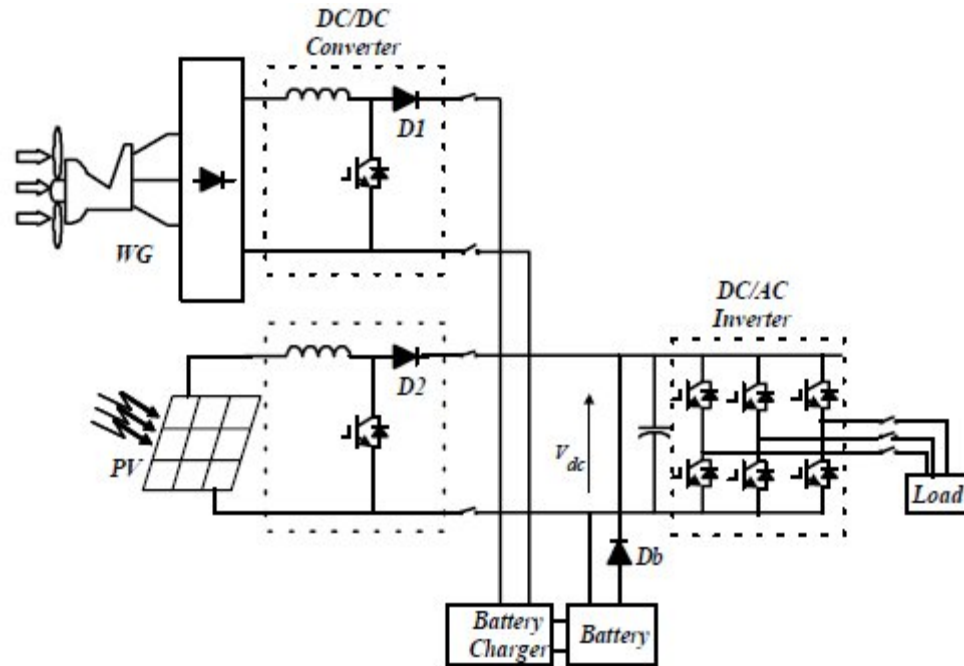 DC/DC
Converter
D1
WG
DC/AC
Inverter
D2
PV
V dc
Load
Db
Battery
Charger
Battery